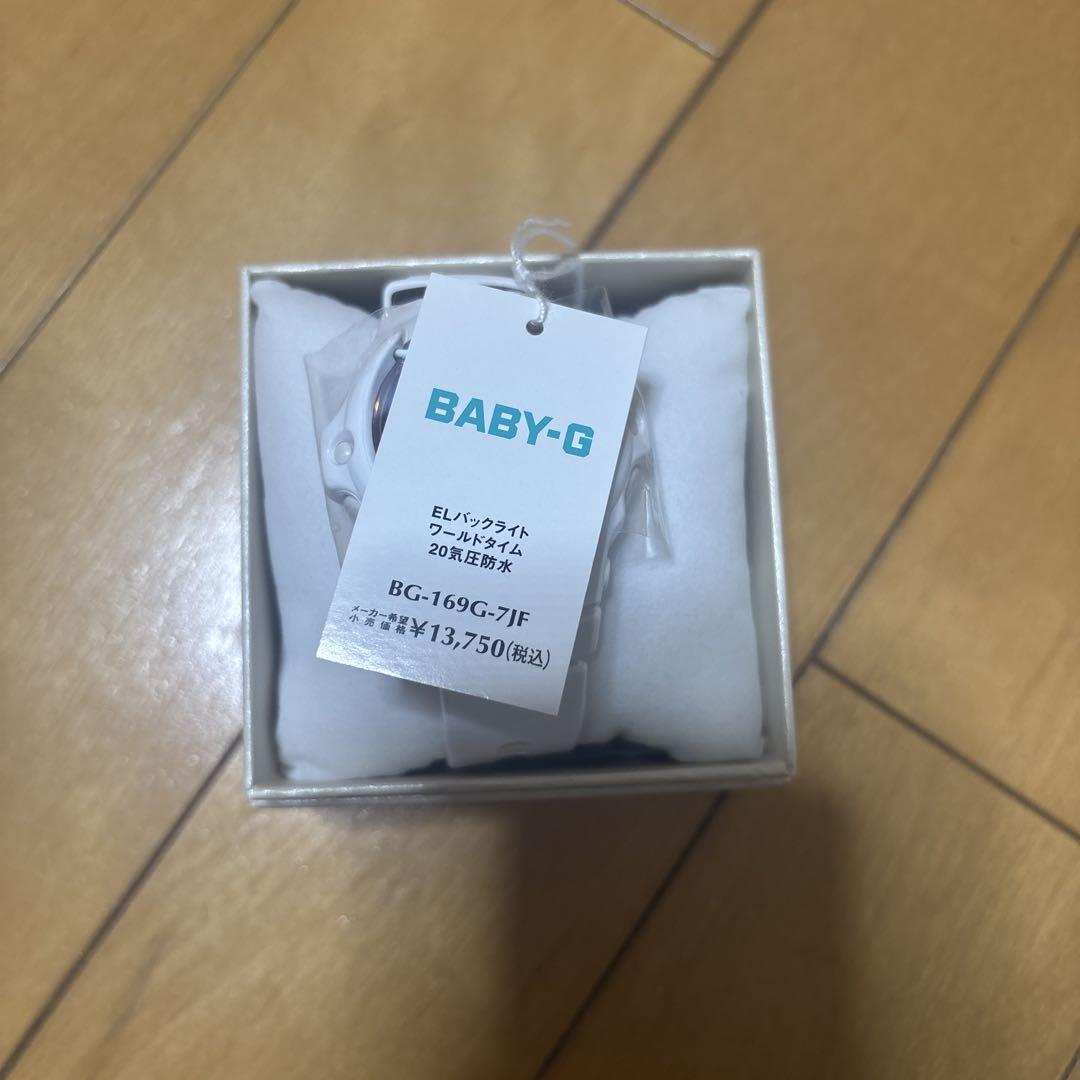 BABY-G
ELバックライト
ワールドタイム
20気圧防水
BG-169G-7JF
メーカー希望
小売価格 ¥13,750(税込)